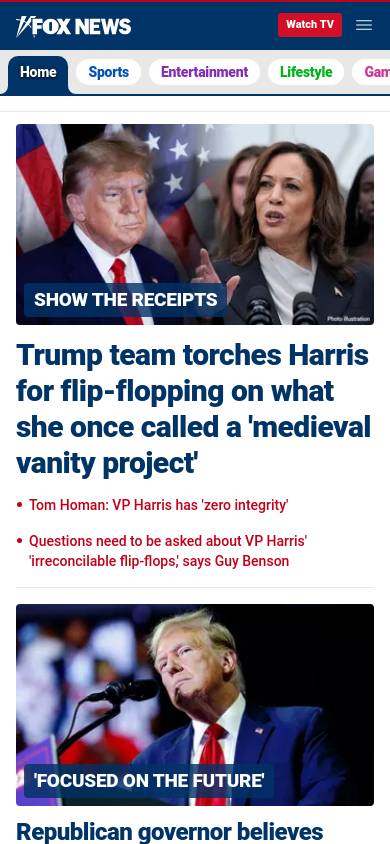 FOX NEWS
Watch TV
Home
Sports
Entertainment
Lifestyle
Gam
SHOW THE RECEIPTS
Photo Illustration
Trump team torches Harris
for flip-flopping on what
she once called a 'medieval
vanity project'
Tom Homan: VP Harris has 'zero integrity'
Questions need to be asked about VP Harris'
'irreconcilable flip-flops,' says Guy Benson
'FOCUSED ON THE FUTURE'
Republican governor believes